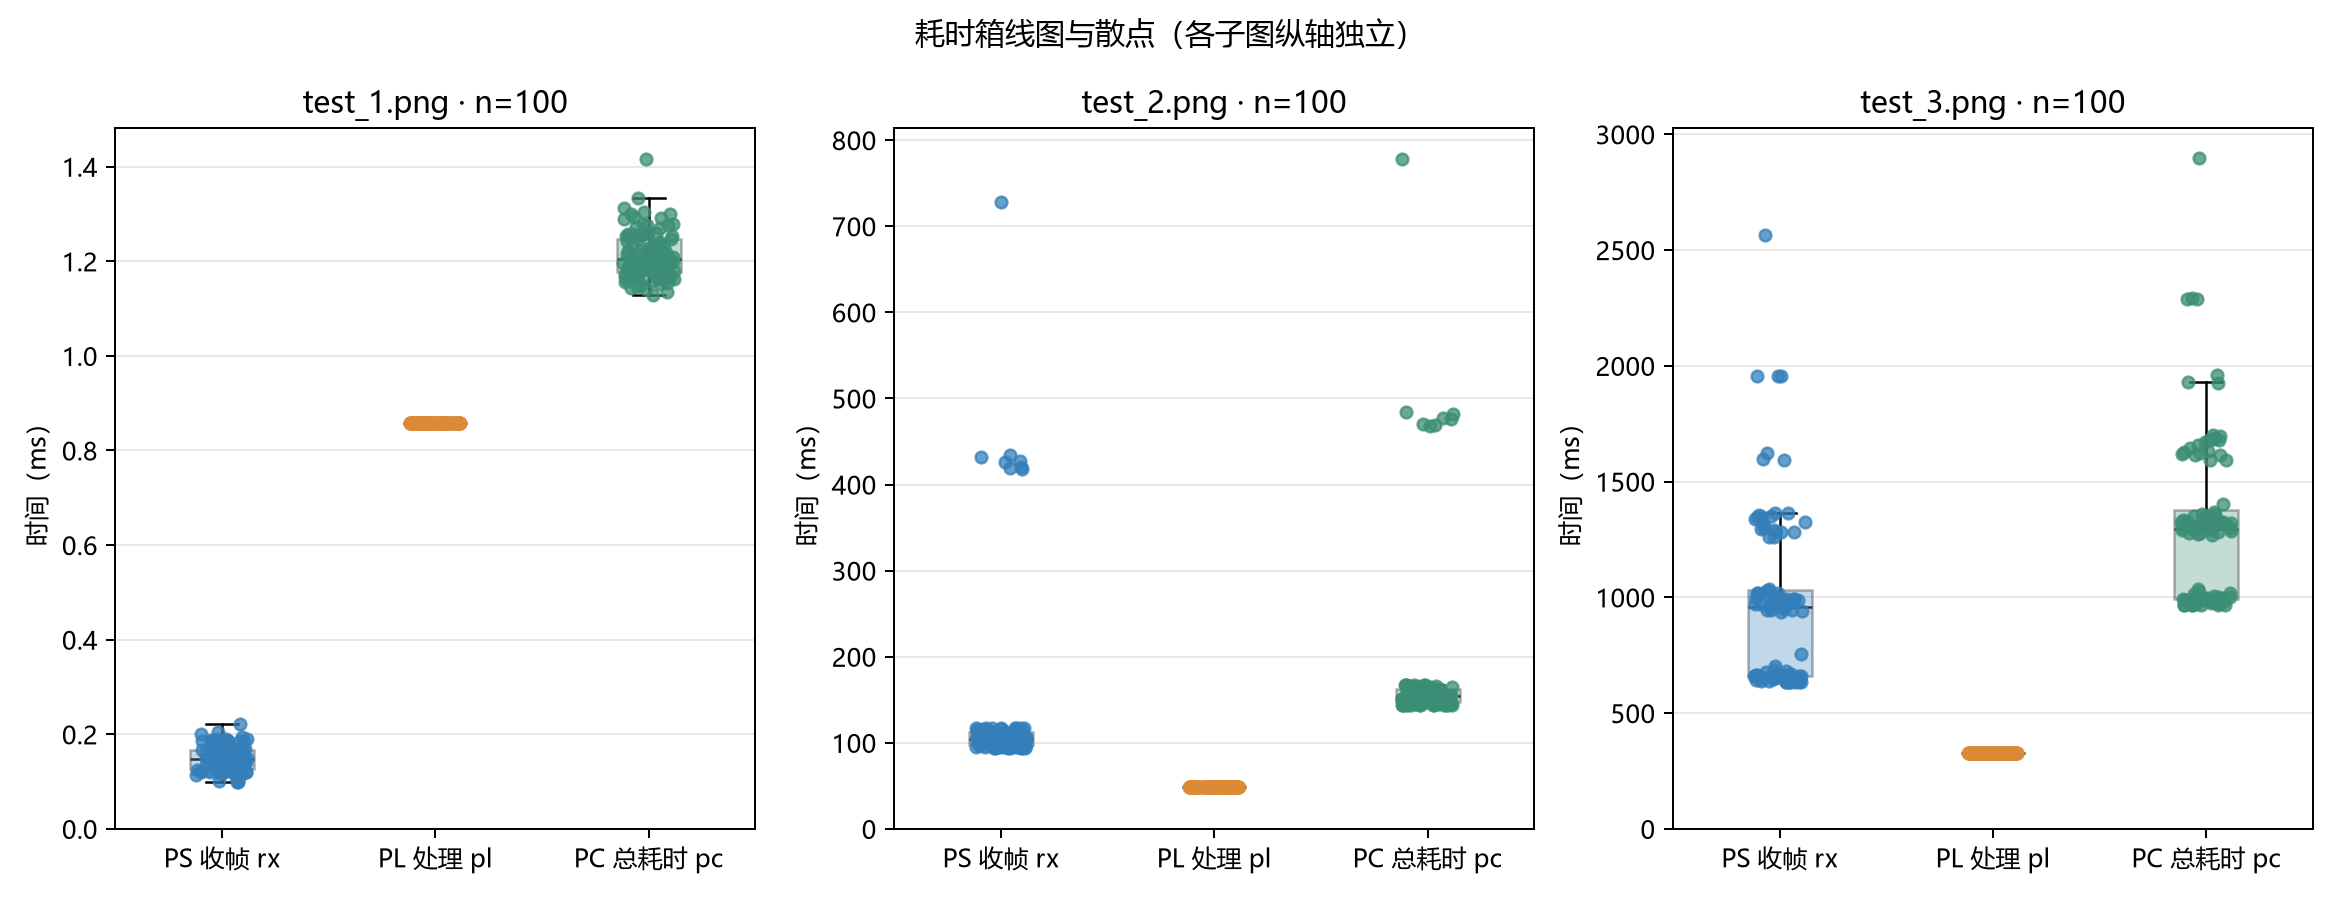 耗时箱线图与散点（各子图纵轴独立）
test_1.png · n=100
时间（ms）
1.4
1.2
1.0
0.8
0.6
0.4
0.2
0.0
PS 收帧 rx
PL 处理 pl
PC 总耗时 pc
test_2.png · n=100
时间（ms）
800
700
600
500
400
300
200
100
0
PS 收帧 rx
PL 处理 pl
PC 总耗时 pc
test_3.png · n=100
时间（ms）
3000
2500
2000
1500
1000
500
0
PS 收帧 rx
PL 处理 pl
PC 总耗时 pc